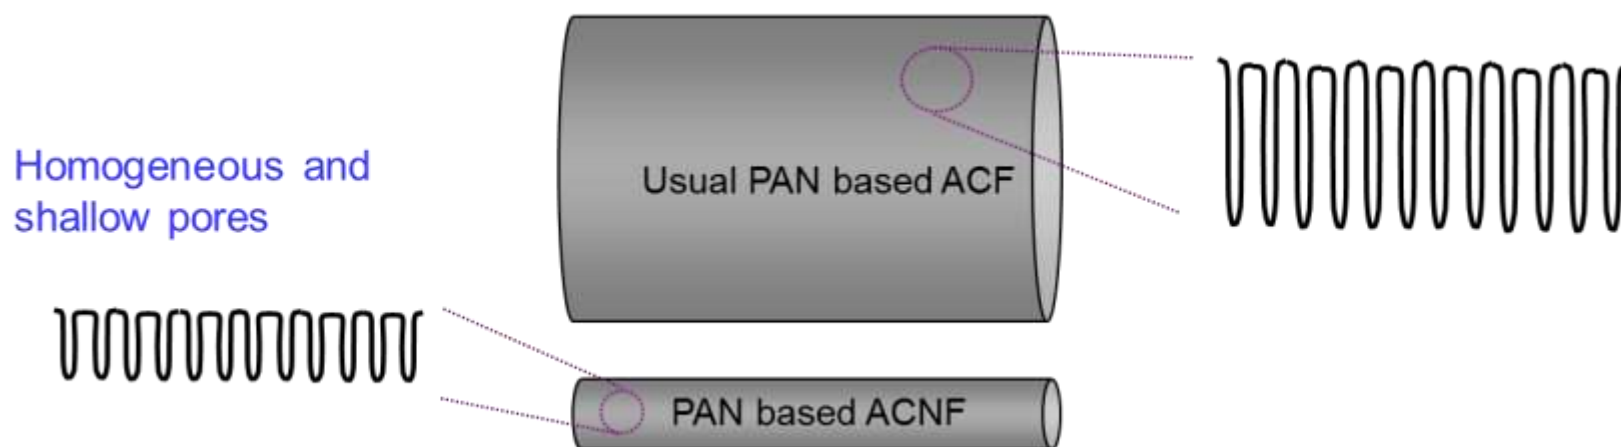 Homogeneous and
shallow pores
Usual PAN based ACF
PAN based ACNF